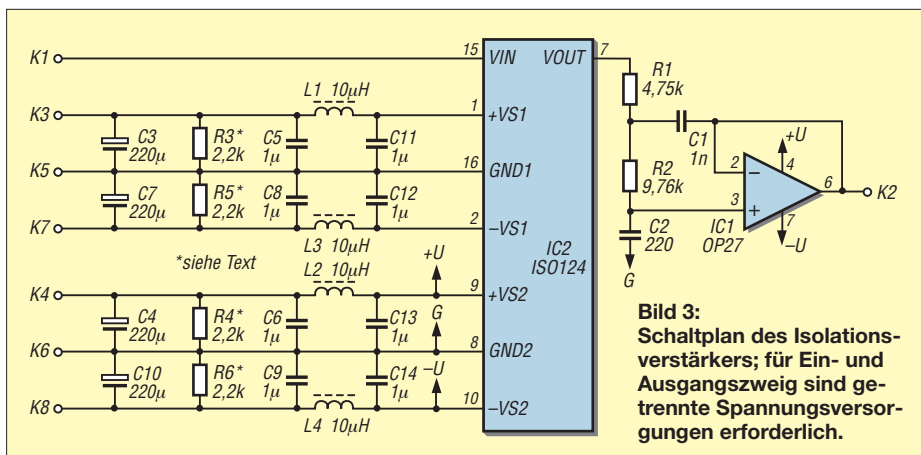 K1
15
VIN
VOUT
7
R1
4,75k
L1 10µH
K3
1
+VS1
C3
220µ
R3*
2,2k
C5
1µ
C11
1µ
C1
1n
+U
K5
16
GND1
2
4
R2
9,76k
6
K2
C7
220µ
R5*
2,2k
C8
1µ
C12
1µ
3
7
IC1
OP27
-U
K7
2
-VS1
L3 10µH
C2
220
G
*siehe Text
IC2
ISO124
L2 10µH
+U
K4
9
+VS2
G
C4
220µ
R4*
2,2k
C6
1µ
C13
1µ
K6
8
GND2
C10
220µ
R6*
2,2k
C9
1µ
-U
C14
1µ
K8
10
-VS2
L4 10µH
Bild 3:
Schaltplan des Isolations-
verstärkers; für Ein- und
Ausgangszweig sind ge-
trennte Spannungsversor-
gungen erforderlich.